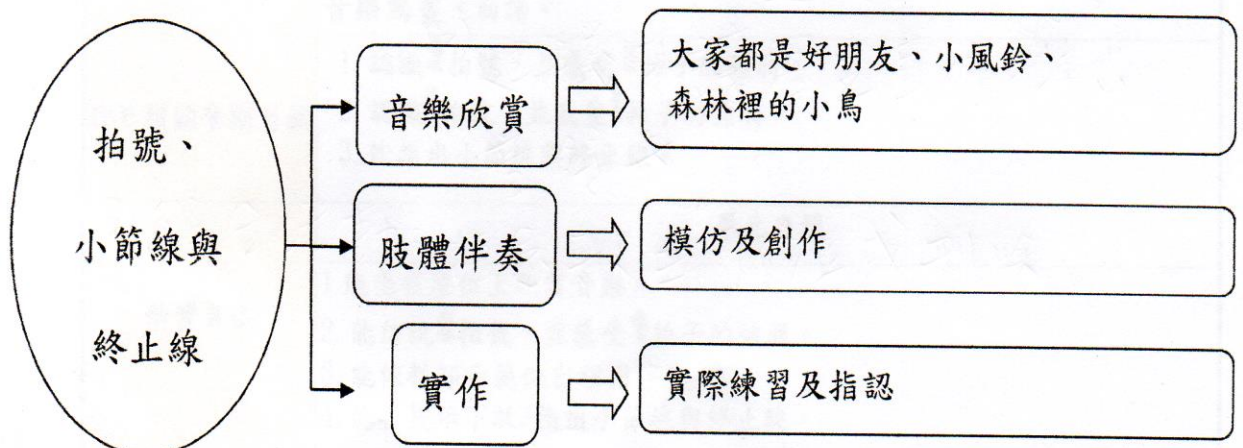 拍號、
小節線與
終止線
音樂欣賞
大家都是好朋友、小風鈴、
森林裡的小鳥
肢體伴奏
模仿及創作
實作
實際練習及指認